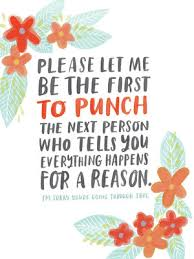 PLEASE LET ME
BE THE FIRST
TO PUNCH
THE NEXT PERSON
WHO TELLS YOU
EVERYTHING HAPPENS
FOR A REASON.
I'M SORRY YOU'RE GOING THROUGH THIS.